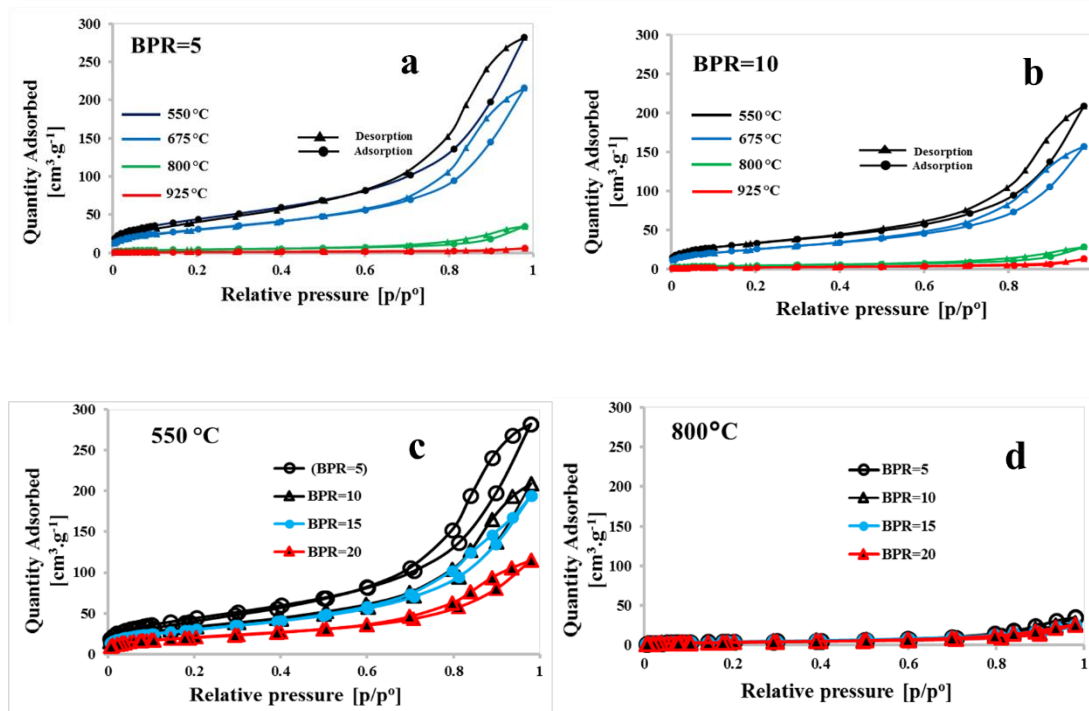 300
BPR=5
a
250
200
550 °C
675 °C
150
Desorption
Adsorption
800 °C
100
925 °C
50
0
0 0.2 0.4 0.6 0.8 1
Quantity Adsorbed
[cm³.g⁻¹]
Relative pressure [p/p°]
300
BPR=10
b
250
200
550 °C
675 °C
150
Desorption
Adsorption
800 °C
100
925 °C
50
0
0 0.2 0.4 0.6 0.8
Quantity Adsorbed
[cm³.g⁻¹]
Relative pressure [p/p°]
300
550 °C
c
250
(BPR=5)
BPR=10
200
BPR=15
150
BPR=20
100
50
0
0 0.2 0.4 0.6 0.8 1
Quantity Adsorbed
[cm³.g⁻¹]
Relative pressure [p/p°]
300
800°C
d
250
BPR=5
200
BPR=10
BPR=15
150
BPR=20
100
50
0
0 0.2 0.4 0.6 0.8 1
Quantity Adsorbed
[cm³.g⁻¹]
Relative pressure [p/p°]